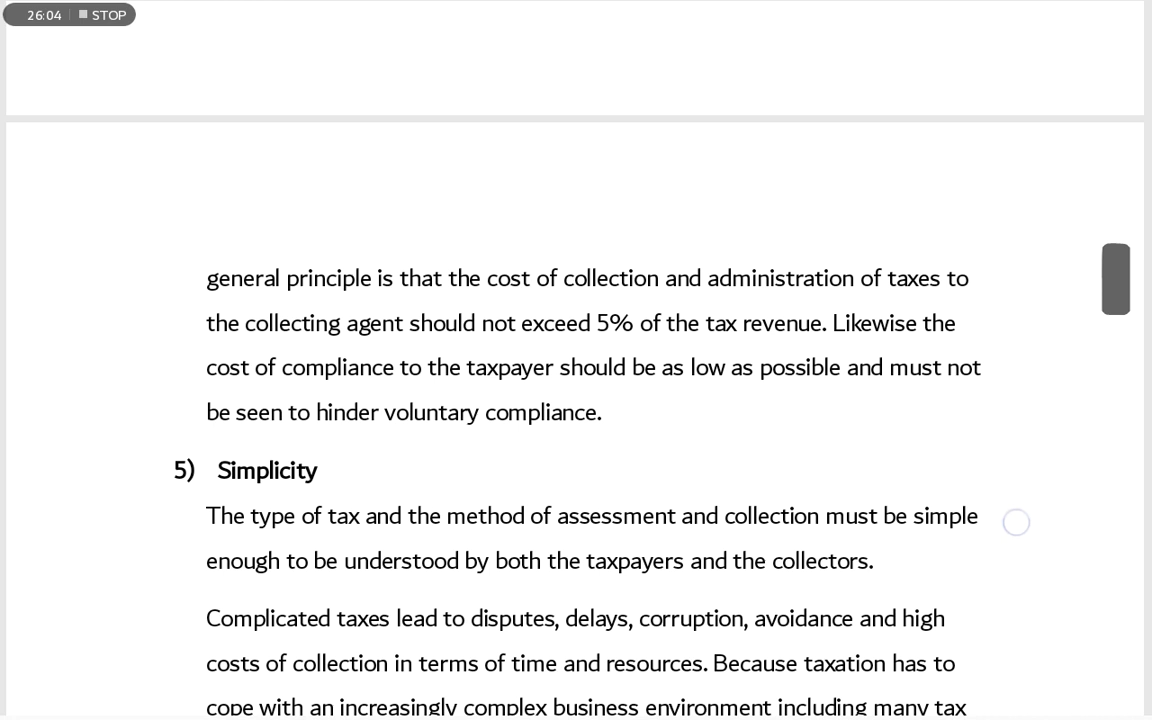 26:04 STOP
general principle is that the cost of collection and administration of taxes to
the collecting agent should not exceed 5% of the tax revenue. Likewise the
cost of compliance to the taxpayer should be as low as possible and must not
be seen to hinder voluntary compliance.
5) Simplicity
The type of tax and the method of assessment and collection must be simple
enough to be understood by both the taxpayers and the collectors.
Complicated taxes lead to disputes, delays, corruption, avoidance and high
costs of collection in terms of time and resources. Because taxation has to
cope with an increasingly complex business environment including many tax